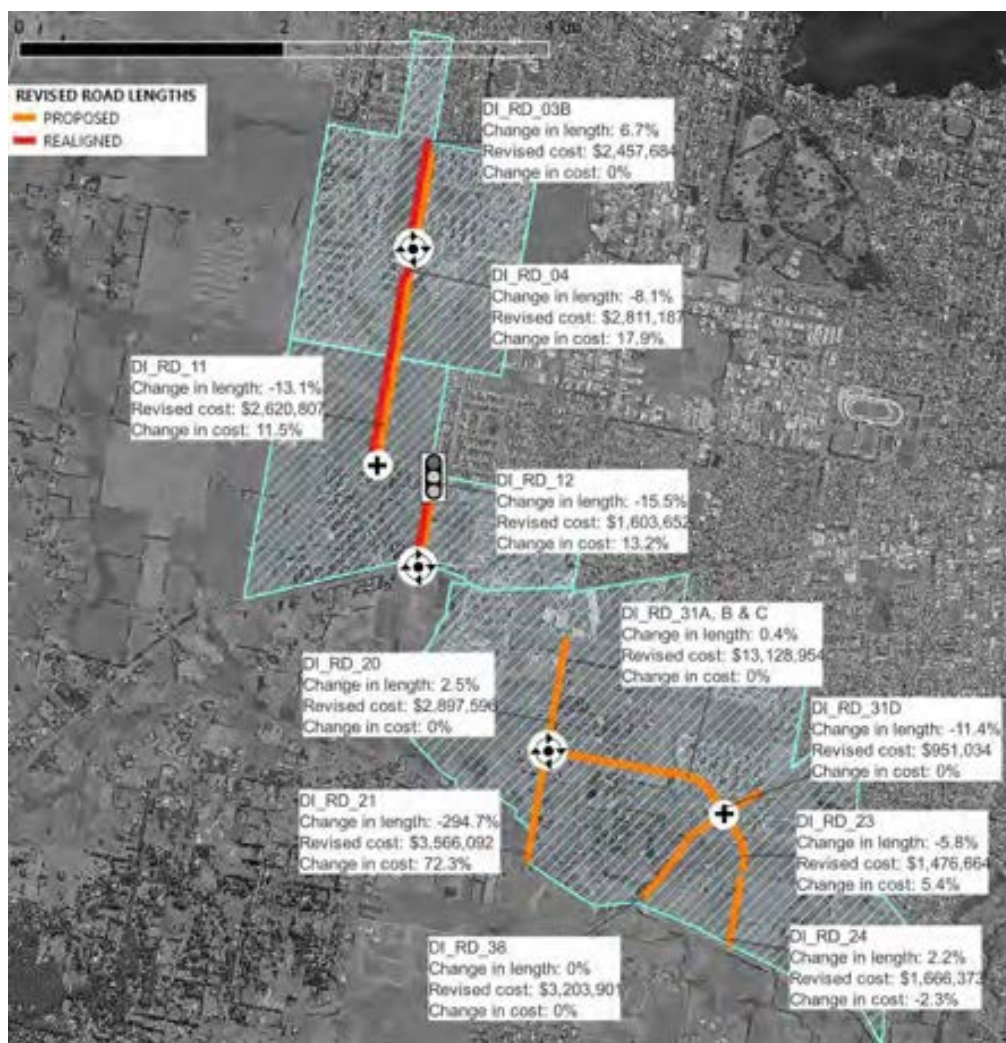 0
2
REVISED ROAD LENGTHS
PROPOSED
REALIGNED
DI_RD_03B
Change in length: 6.7%
Revised cost: $2,457,684
Change in cost: 0%
DI_RD_04
Change in length: -8.1%
Revised cost: $2,811,187
Change in cost: 17.9%
DI_RD_11
Change in length: -13.1%
Revised cost: $2,620,807
Change in cost: 11.5%
DI_RD_12
Change in length: -15.5%
Revised cost: $1,603,652
Change in cost: 13.2%
DI_RD_31A, B & C
Change in length: 0.4%
Revised cost: $13,128,954
Change in cost: 0%
DI_RD_20
Change in length: 2.5%
Revised cost: $2,897,596
Change in cost: 0%
DI_RD_31D
Change in length: -11.4%
Revised cost: $951,034
Change in cost: 0%
DI_RD_21
Change in length: -294.7%
Revised cost: $3,566,092
Change in cost: 72.3%
DI_RD_23
Change in length: -5.8%
Revised cost: $1,476,664
Change in cost: 5.4%
DI_RD_24
Change in length: 2.2%
Revised cost: $1,666,373
Change in cost: -2.3%
DI_RD_38
Change in length: 0%
Revised cost: $3,203,901
Change in cost: 0%